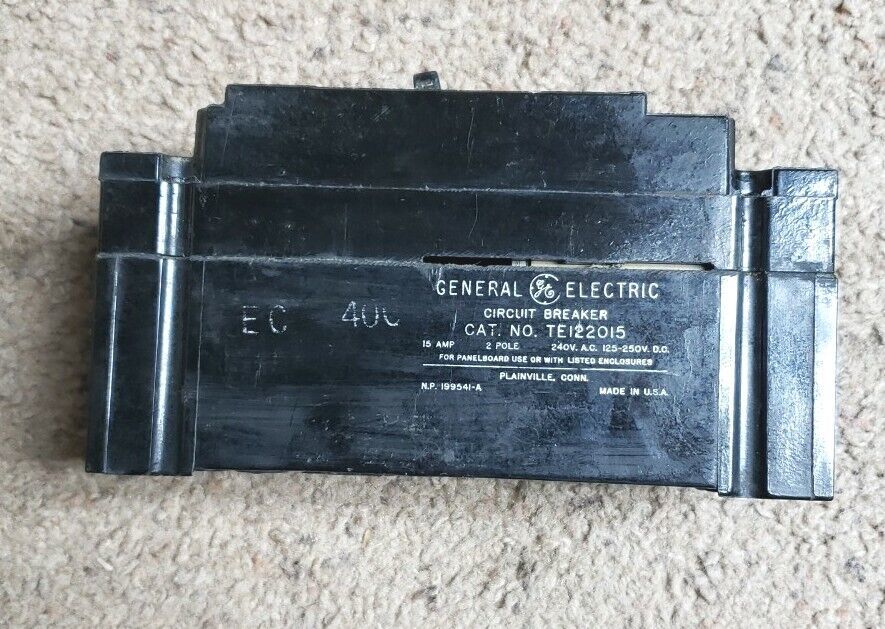 GENERAL GE ELECTRIC
CIRCUIT BREAKER
CAT. NO. TE122015
15 AMP 2 POLE 240V. A.C. 125-250V. D.C.
FOR PANELBOARD USE OR WITH LISTED ENCLOSURES
PLAINVILLE, CONN.
N.P. 199541-A MADE IN U.S.A.
EC